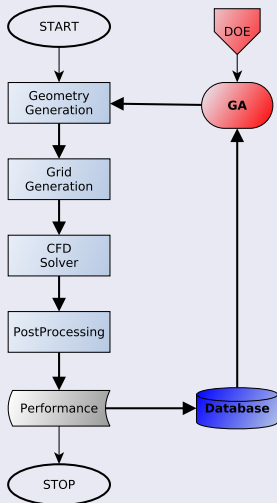 START
DOE
Geometry
Generation
GA
Grid
Generation
CFD
Solver
PostProcessing
Performance
Database
STOP